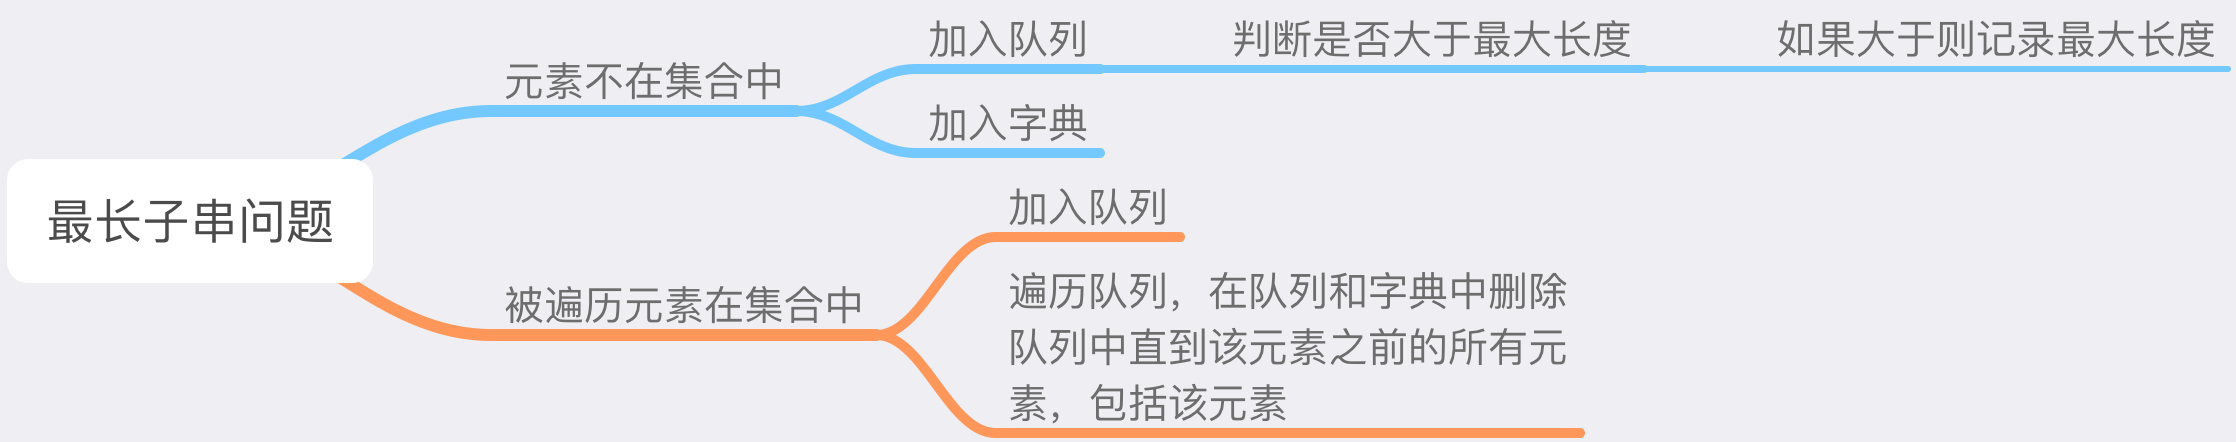 最长子串问题
元素不在集合中
加入队列
判断是否大于最大长度
如果大于则记录最大长度
加入字典
被遍历元素在集合中
加入队列
遍历队列，在队列和字典中删除
队列中直到该元素之前的所有元
素，包括该元素